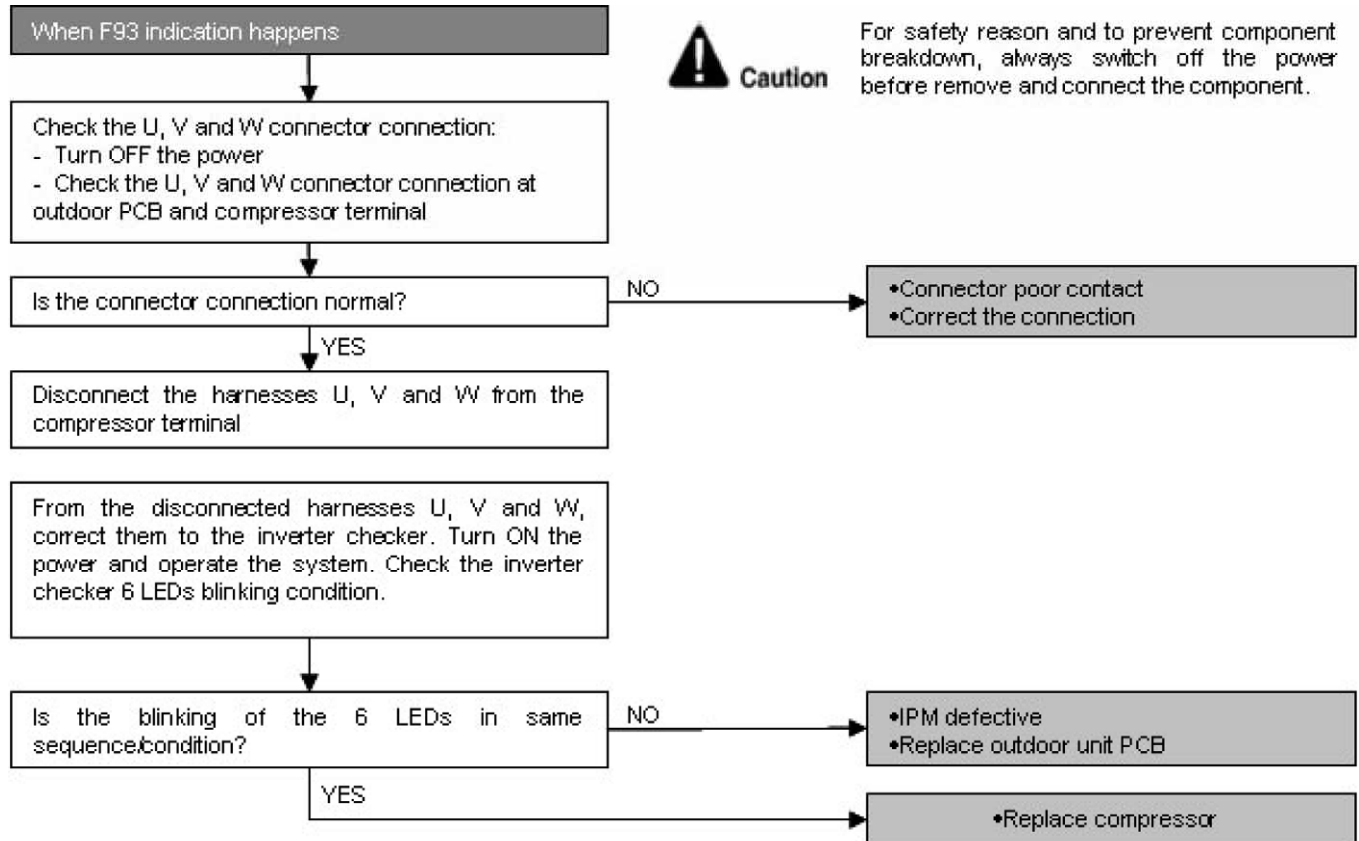 When F93 indication happens
Caution
For safety reason and to prevent component
breakdown, always switch off the power
before remove and connect the component.
Check the U, V and W connector connection:
- Turn OFF the power
- Check the U, V and W connector connection at
outdoor PCB and compressor terminal
Is the connector connection normal?
NO
•Connector poor contact
•Correct the connection
YES
Disconnect the harnesses U, V and W from the
compressor terminal
From the disconnected harnesses U, V and W,
correct them to the inverter checker. Turn ON the
power and operate the system. Check the inverter
checker 6 LEDs blinking condition.
Is the blinking of the 6 LEDs in same
sequence/condition?
NO
•IPM defective
•Replace outdoor unit PCB
YES
•Replace compressor